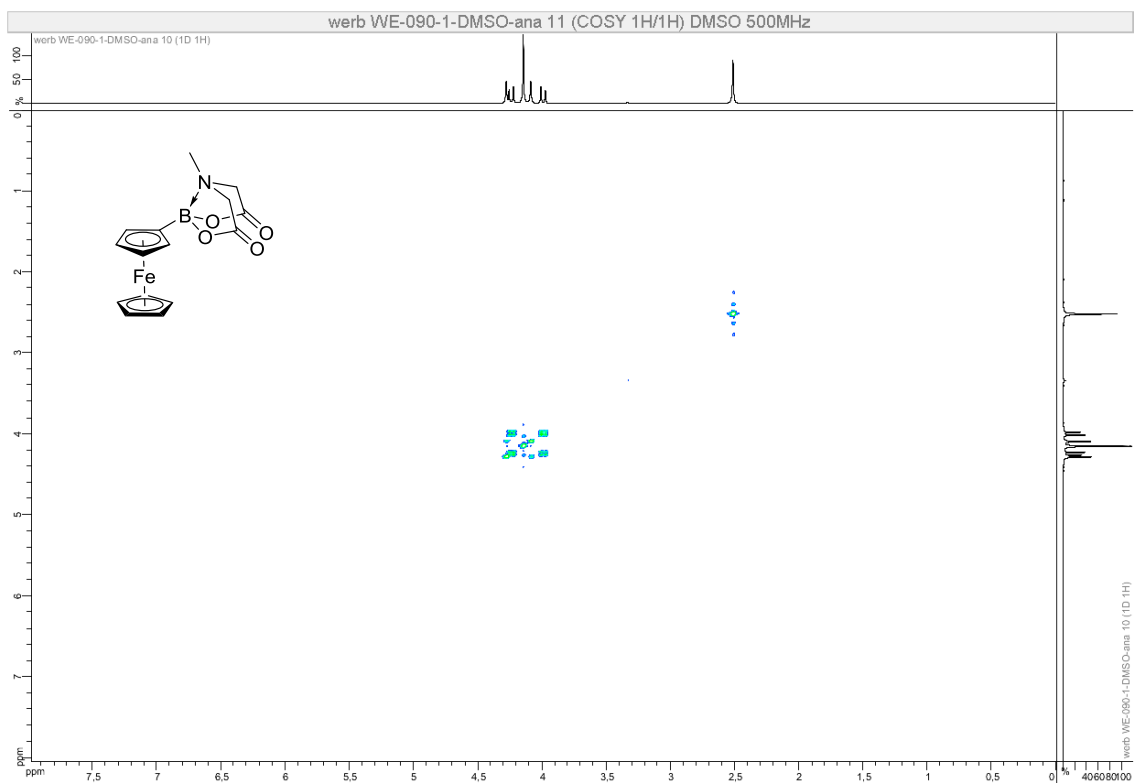 werb WE-090-1-DMSO-ana 11 (COSY 1H/1H) DMSO 500MHz
werb WE-090-1-DMSO-ana 10 (1D 1H)
100
50
%
0
1
2
3
4
5
6
7
ppm
N
B
O
O
O
O
Fe
ppm
7,5
7
6,5
6
5,5
5
4,5
4
3,5
3
2,5
2
1,5
1
0,5
0
%
406080100
werb WE-090-1-DMSO-ana 10 (1D 1H)